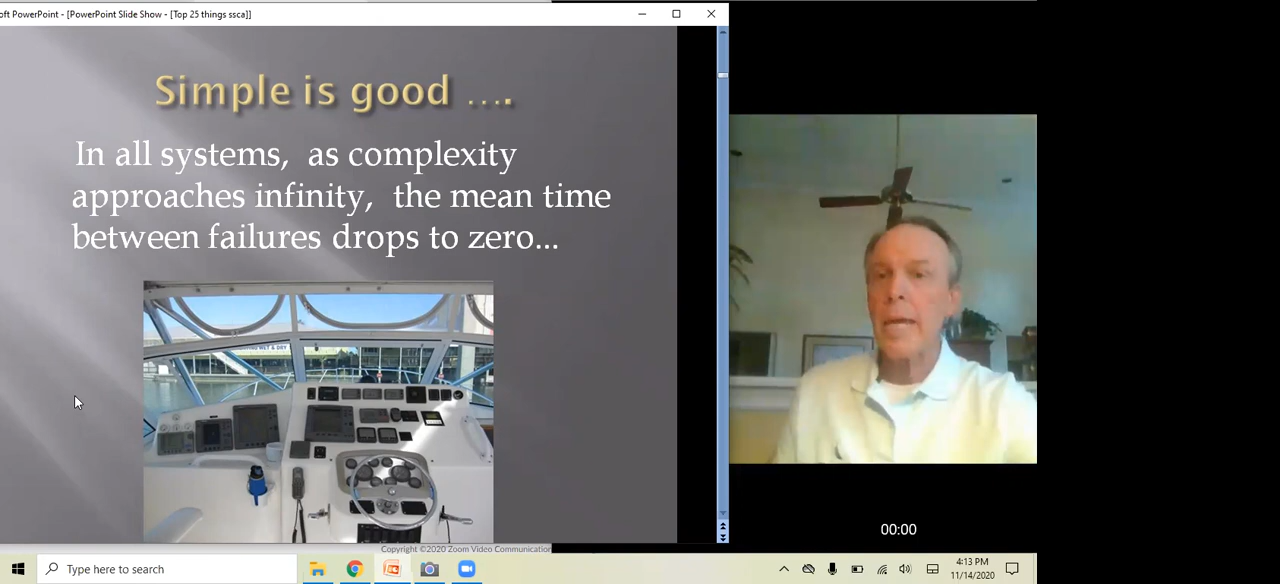 oft PowerPoint - [PowerPoint Slide Show - [Top 25 things ssca]]
Simple is good ....
In all systems, as complexity
approaches infinity, the mean time
between failures drops to zero...
00:00
Copyright ©2020 Zoom Video Communication
Type here to search
4:13 PM
11/14/2020